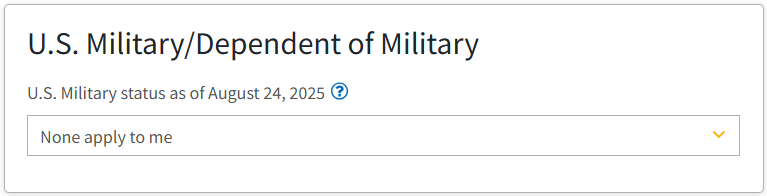 U.S. Military/Dependent of Military
U.S. Military status as of August 24, 2025 ?
None apply to me